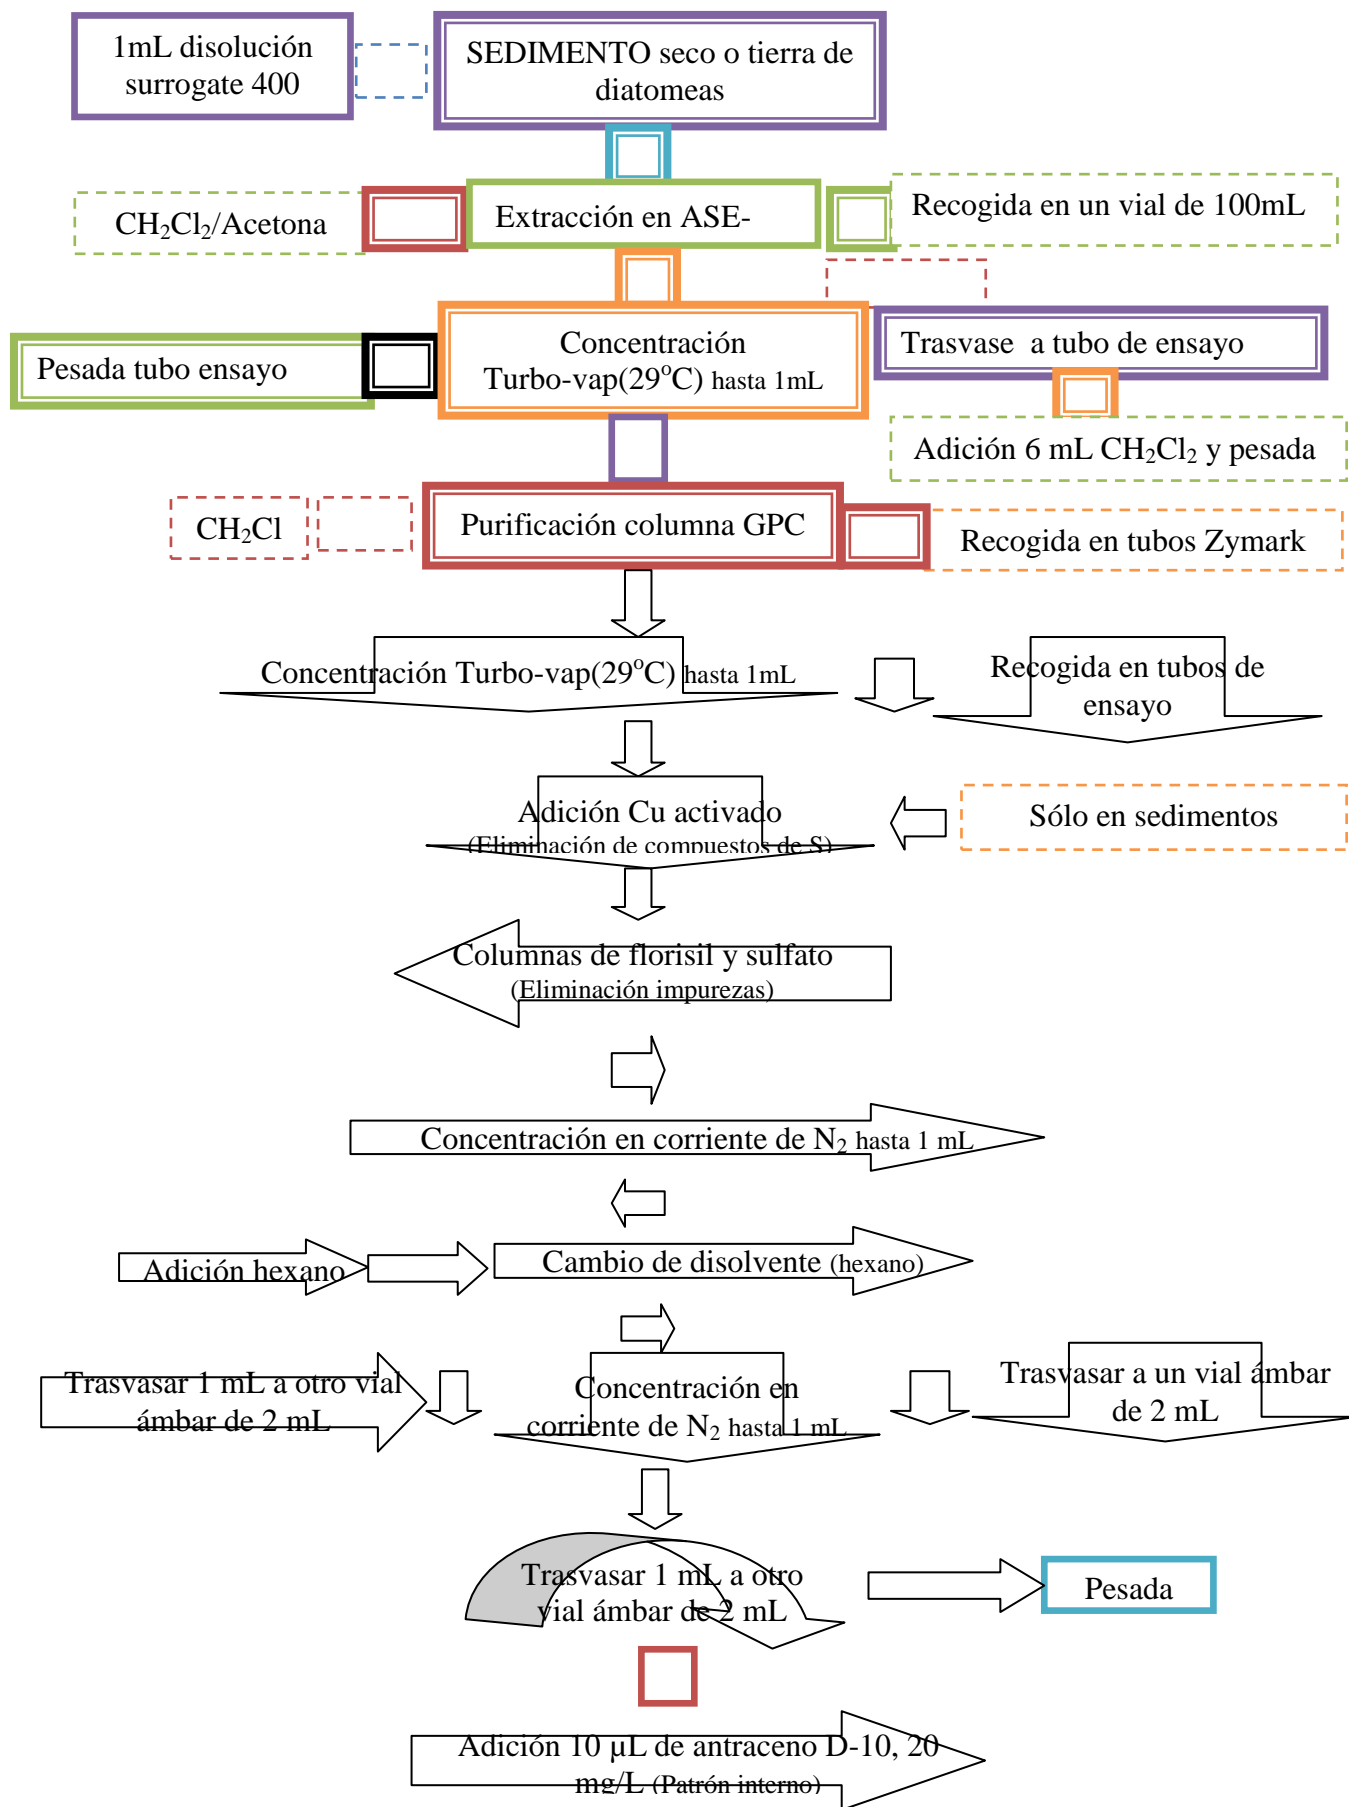 1mL disolución
surrogate 400
SEDIMENTO seco o tierra de
diatomeas
CH₂Cl₂/Acetona
Extracción en ASE-
Recogida en un vial de 100mL
Pesada tubo ensayo
Concentración
Turbo-vap(29°C) hasta 1mL
Trasvase a tubo de ensayo
Adición 6 mL CH₂Cl₂ y pesada
CH₂Cl
Purificación columna GPC
Recogida en tubos Zymark
Concentración Turbo-vap(29°C) hasta 1mL
Recogida en tubos de
ensayo
Adición Cu activado
(Eliminación de compuestos de S)
Sólo en sedimentos
Columnas de florisil y sulfato
(Eliminación impurezas)
Concentración en corriente de N₂ hasta 1 mL
Adición hexano
Cambio de disolvente (hexano)
Trasvasar 1 mL a otro vial
ámbar de 2 mL
Concentración en
corriente de N₂ hasta 1 mL
Trasvasar a un vial ámbar
de 2 mL
Trasvasar 1 mL a otro
vial ámbar de 2 mL
Pesada
Adición 10 µL de antraceno D-10, 20
mg/L (Patrón interno)